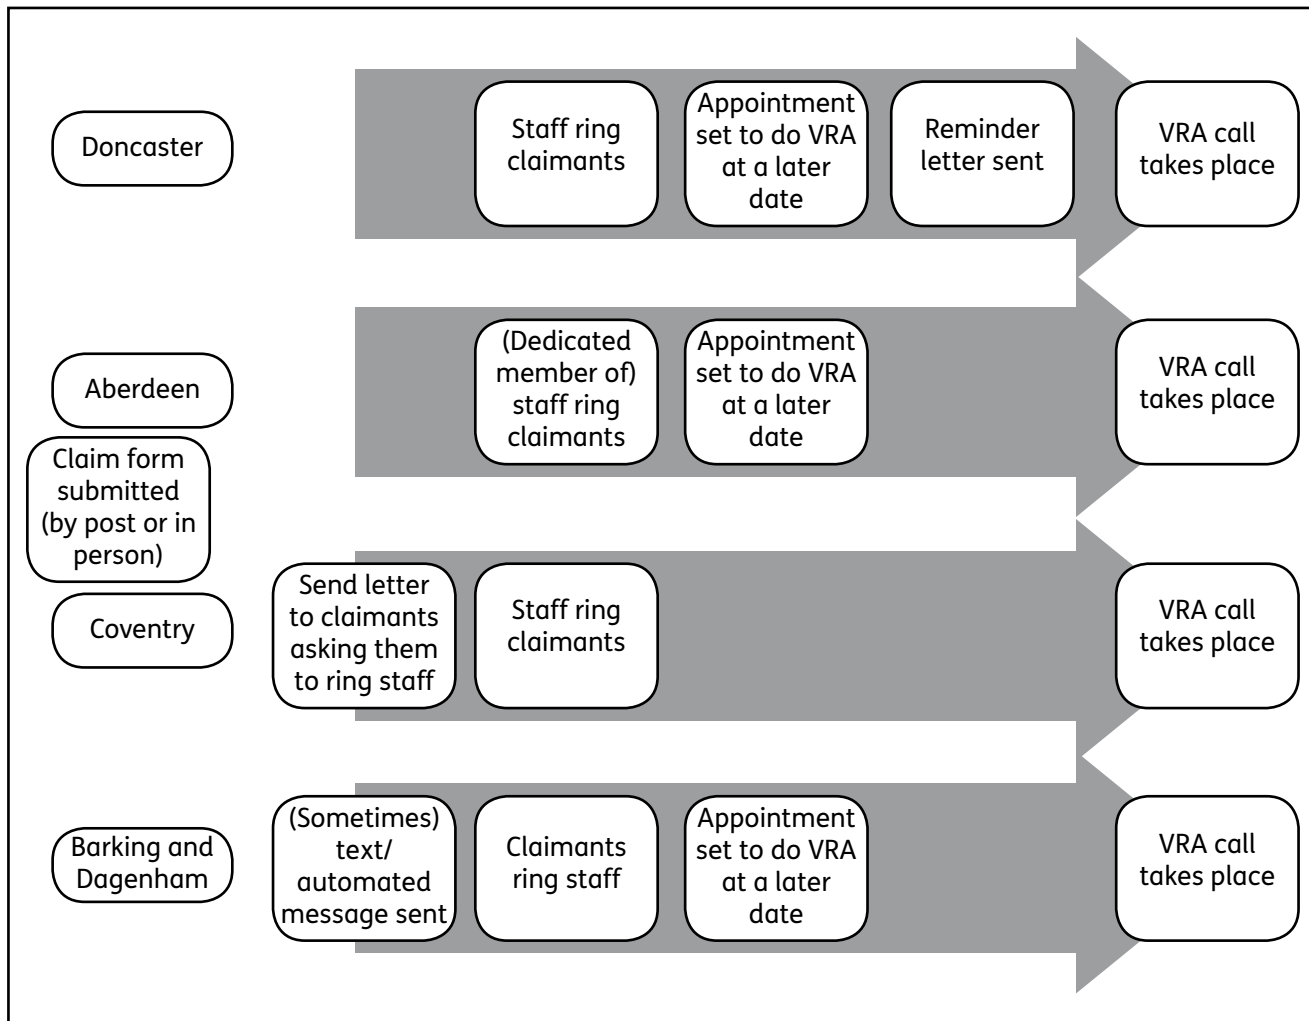 Doncaster
Staff ring
claimants
Appointment
set to do VRA
at a later
date
Reminder
letter sent
VRA call
takes place
Aberdeen
(Dedicated
member of)
staff ring
claimants
Appointment
set to do VRA
at a later
date
VRA call
takes place
Claim form
submitted
(by post or in
person)
Coventry
Send letter
to claimants
asking them
to ring staff
Staff ring
claimants
VRA call
takes place
Barking and
Dagenham
(Sometimes)
text/
automated
message sent
Claimants
ring staff
Appointment
set to do VRA
at a later
date
VRA call
takes place